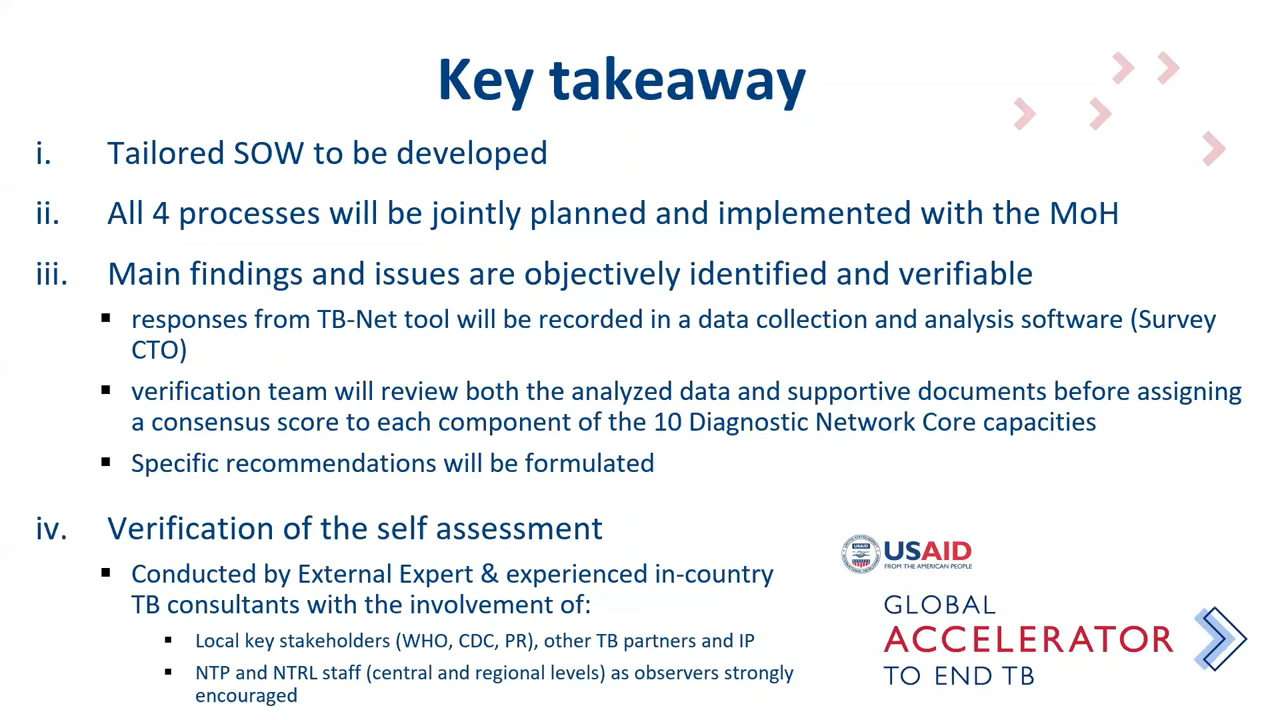 Key takeaway
i. Tailored SOW to be developed
ii. All 4 processes will be jointly planned and implemented with the MoH
iii. Main findings and issues are objectively identified and verifiable
▪ responses from TB-Net tool will be recorded in a data collection and analysis software (Survey
CTO)
▪ verification team will review both the analyzed data and supportive documents before assigning
a consensus score to each component of the 10 Diagnostic Network Core capacities
▪ Specific recommendations will be formulated
iv. Verification of the self assessment
▪ Conducted by External Expert & experienced in-country
TB consultants with the involvement of:
▪ Local key stakeholders (WHO, CDC, PR), other TB partners and IP
▪ NTP and NTRL staff (central and regional levels) as observers strongly
encouraged
USAID
FROM THE AMERICAN PEOPLE
GLOBAL
ACCELERATOR
TO END TB